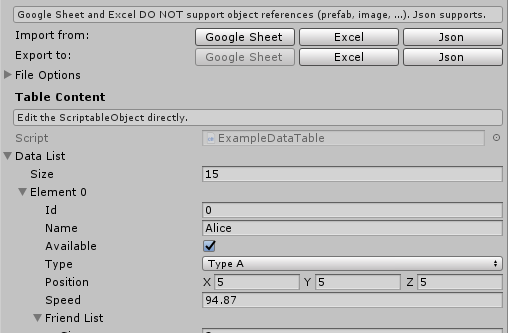 Google Sheet and Excel DO NOT support object references (prefab, image, ...). Json supports.
Import from: Google Sheet Excel Json
Export to: Google Sheet Excel Json
File Options
Table Content
Edit the ScriptableObject directly.
Script ExampleDataTable
Data List
Size 15
Element 0
Id 0
Name Alice
Available
Type Type A
Position X 5 Y 5 Z 5
Speed 94.87
Friend List